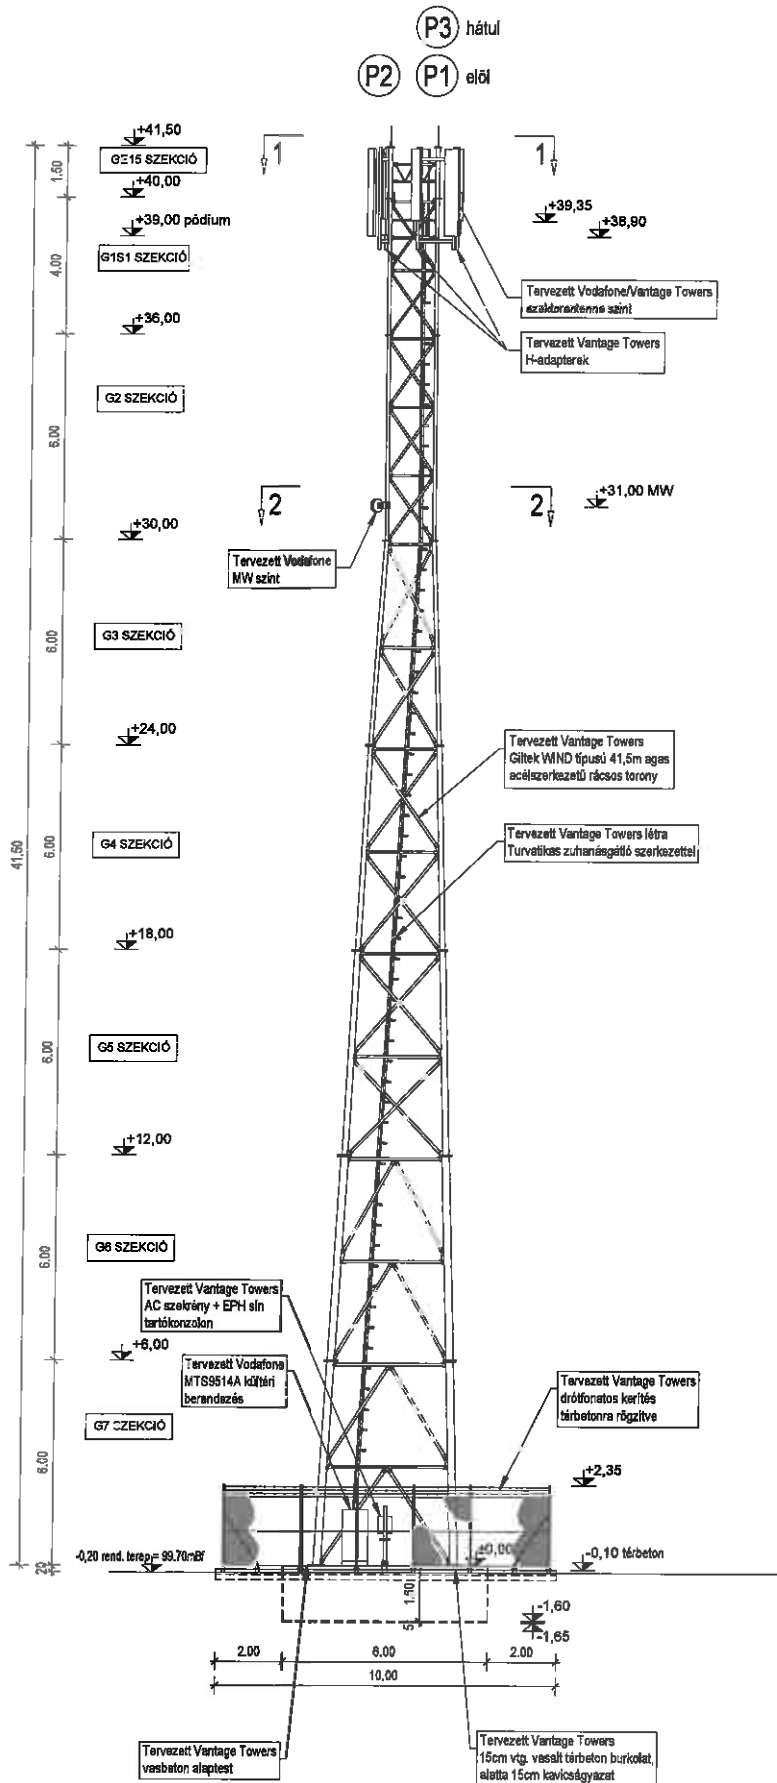 P3 hátul
P2
P1 elöl
+41,50
GE15 SZEKCIÓ
1
1
1.50
+40,00
+39,00 pódium
+39,35
+38,90
G1S1 SZEKCIÓ
4.00
Tervezett Vodafone/Vantage Towers
szektorantenna szint
+36,00
Tervezett Vantage Towers
H-adapterek
G2 SZEKCIÓ
6.00
2
2
+31,00 MW
+30,00
Tervezett Vodafone
MW szint
G3 SZEKCIÓ
6.00
+24,00
Tervezett Vantage Towers
Giltek WIND típusú 41,5m agas
acélszerkezetű rácsos torony
41,50
G4 SZEKCIÓ
6.00
Tervezett Vantage Towers létra
Turvatikas zuhanásgátló szerkezettel
+18,00
G5 SZEKCIÓ
6.00
+12,00
G6 SZEKCIÓ
6.00
Tervezett Vantage Towers
AC szekrény + EPH sín
tartókonzolon
+6,00
Tervezett Vodafone
MTS9514A kültéri
berendezés
Tervezett Vantage Towers
drótfonatos kerítés
térbetonra rögzítve
G7 SZEKCIÓ
6.00
+2,35
-0,20 rend. terep = 99.70mBf
±0,00
-0,10 térbeton
20
1.60
5
-1,60
-1,65
2.00
6.00
2.00
10,00
Tervezett Vantage Towers
vasbeton alaptest
Tervezett Vantage Towers
15cm vtg. vasalt térbeton burkolat,
alatta 15cm kavicságyazat